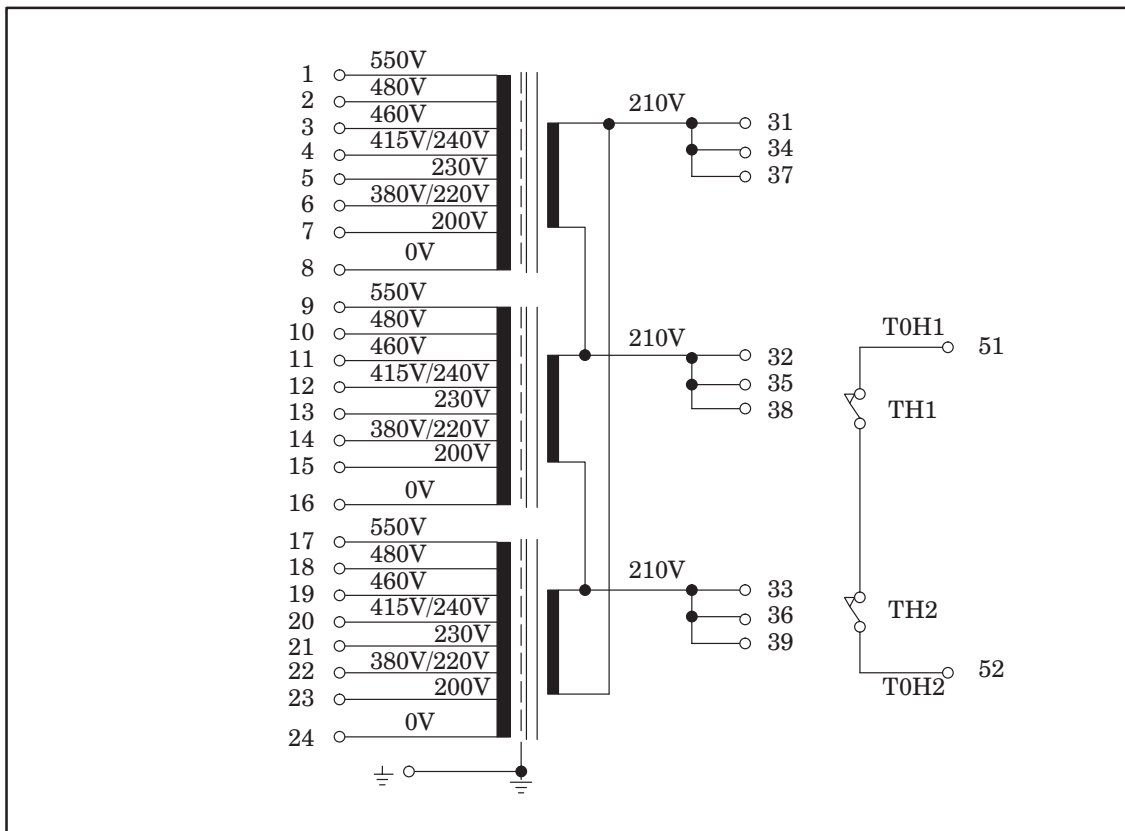 1 550V
2 480V
3 460V
4 415V/240V
5 230V
6 380V/220V
7 200V
8 0V
210V 31
34
37
9 550V
10 480V
11 460V
12 415V/240V
13 230V
14 380V/220V
15 200V
16 0V
210V 32
35
38
17 550V
18 480V
19 460V
20 415V/240V
21 230V
22 380V/220V
23 200V
24 0V
210V 33
36
39
T0H1 51
TH1
TH2
T0H2 52